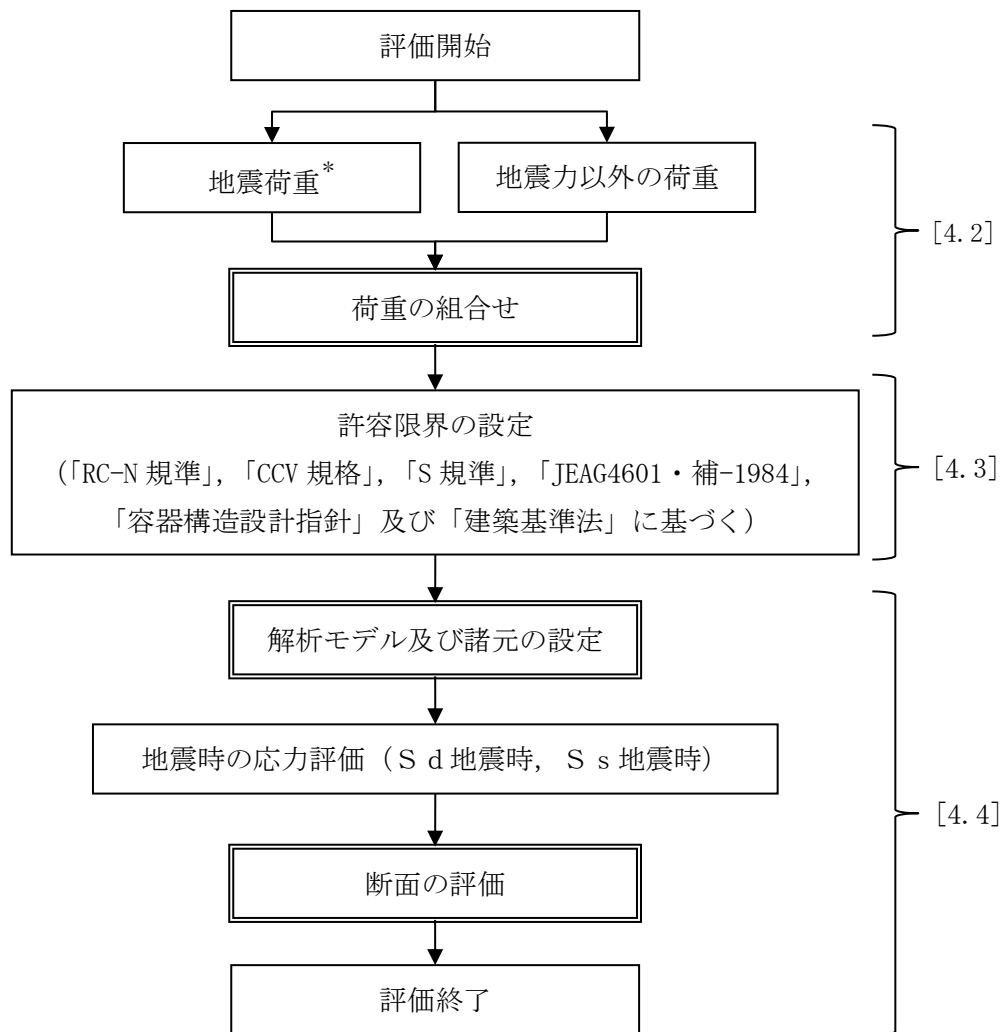 評価開始
地震荷重*
地震力以外の荷重
[4.2]
荷重の組合せ
許容限界の設定
（「RC-N 規準」，「CCV 規格」，「S 規準」，「JEAG4601・補-1984」，
「容器構造設計指針」及び「建築基準法」に基づく）
[4.3]
解析モデル及び諸元の設定
地震時の応力評価（Ｓｄ地震時，Ｓｓ地震時）
[4.4]
断面の評価
評価終了